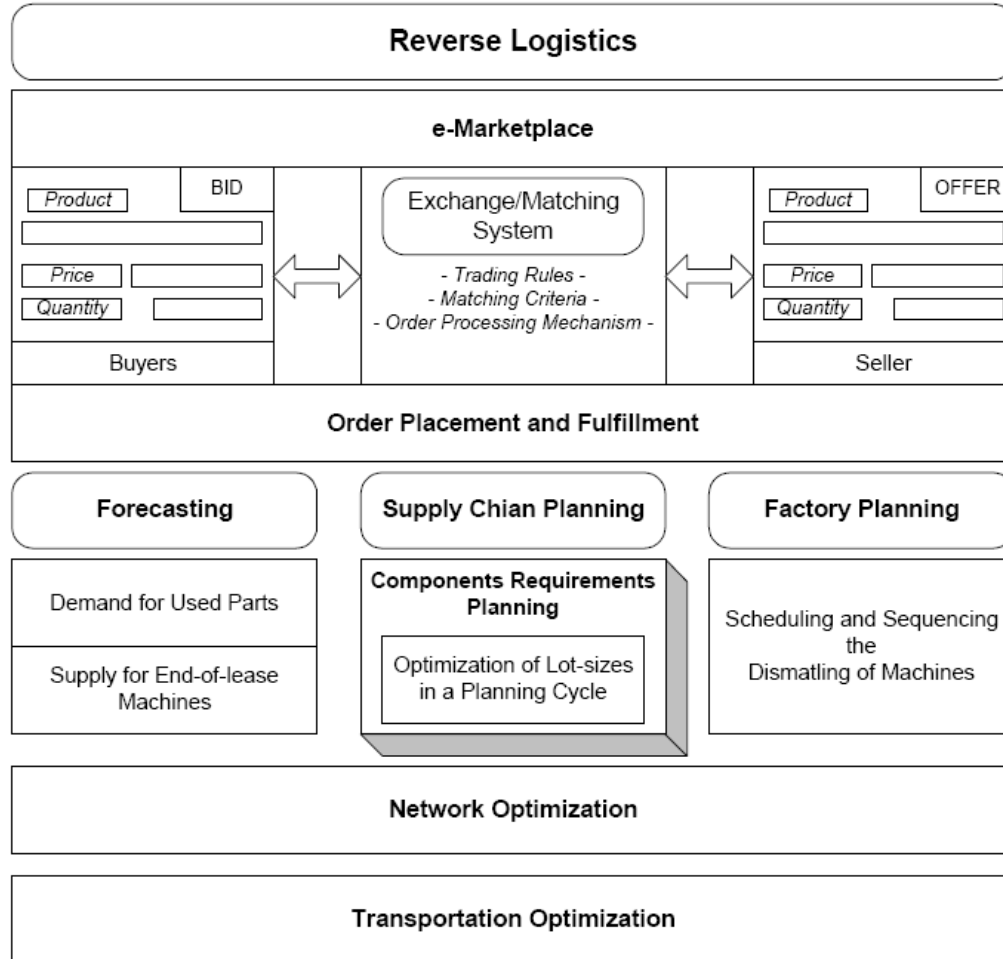 Reverse Logistics
e-Marketplace
Product
BID
Price
Quantity
Buyers
Exchange/Matching
System
- Trading Rules -
- Matching Criteria -
- Order Processing Mechanism -
Product
OFFER
Price
Quantity
Seller
Order Placement and Fulfillment
Forecasting
Demand for Used Parts
Supply for End-of-lease
Machines
Supply Chian Planning
Components Requirements
Planning
Optimization of Lot-sizes
in a Planning Cycle
Factory Planning
Scheduling and Sequencing
the
Dismatling of Machines
Network Optimization
Transportation Optimization